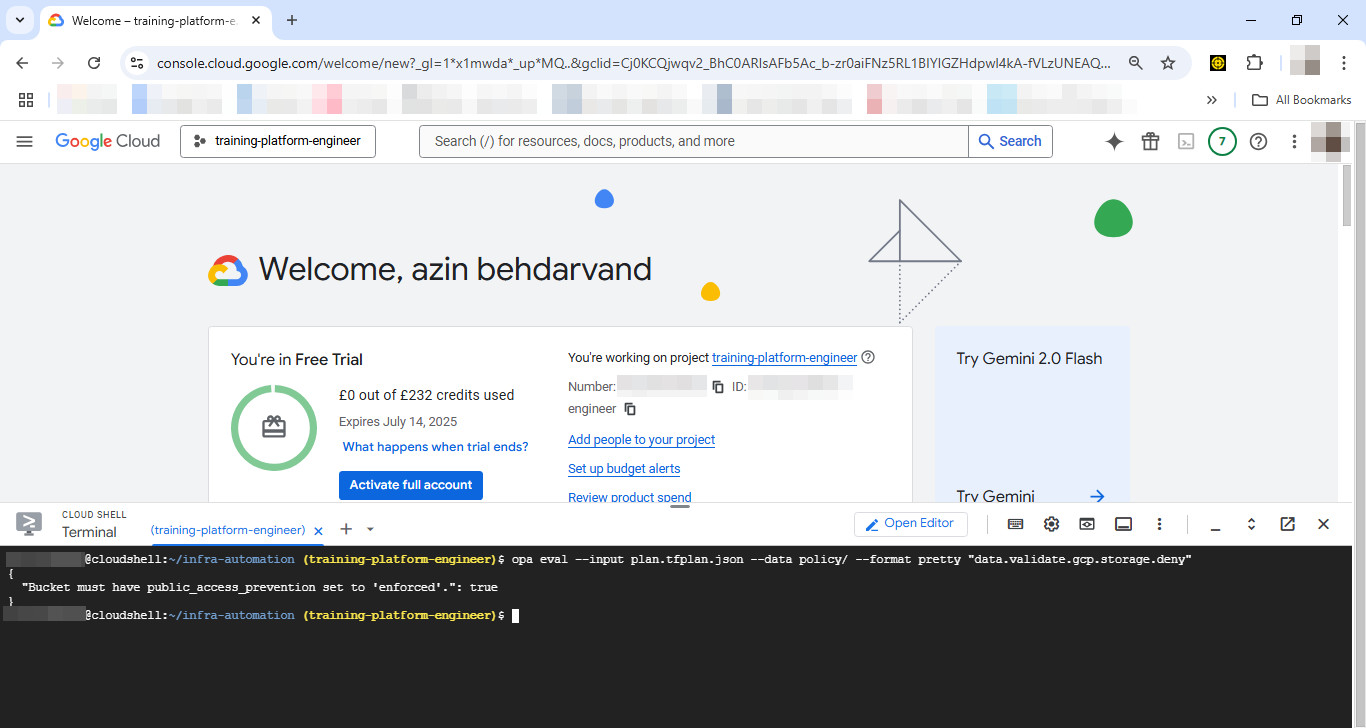 Welcome – training-platform-e
console.cloud.google.com/welcome/new?_gl=1*x1mwda*_up*MQ..&gclid=Cj0KCQjwqv2_BhC0ARIsAFb5Ac_b-zr0aiFNz5RL1BIYlGZHdpwl4kA-fVLzUNEAQ...
All Bookmarks
Google Cloud
training-platform-engineer
Search (/) for resources, docs, products, and more
Search
7
Welcome, azin behdarvand
You're in Free Trial
£0 out of £232 credits used
Expires July 14, 2025
What happens when trial ends?
Activate full account
You're working on project training-platform-engineer
Number:
ID:
engineer
Add people to your project
Set up budget alerts
Review product spend
Try Gemini 2.0 Flash
Try Gemini
CLOUD SHELL
Terminal
(training-platform-engineer)
Open Editor
@cloudshell:~/infra-automation (training-platform-engineer)$ opa eval --input plan.tfplan.json --data policy/ --format pretty "data.validate.gcp.storage.deny"
{
"Bucket must have public_access_prevention set to 'enforced'.": true
}
@cloudshell:~/infra-automation (training-platform-engineer)$